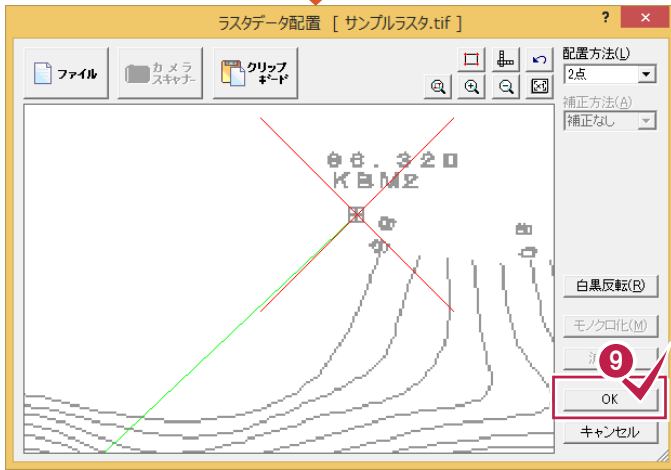 ラスタデータ配置 [ サンプルラスタ.tif ]
? ×
ファイル
カメラ
スキャナー
クリップ
ボード
配置方法(L)
2点
補正方法(A)
補正なし
96.320
KBM2
白黒反転(R)
モノクロ化(M)
9
OK
キャンセル